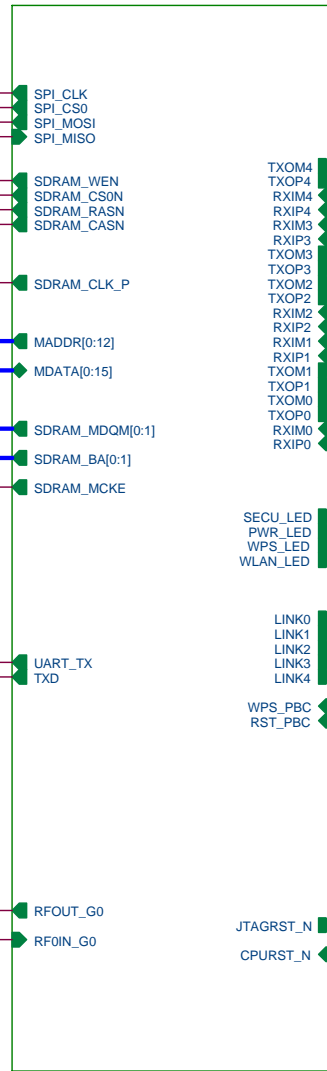 SPI_CLK
SPI_CS0
SPI_MOSI
SPI_MISO
SDRAM_WEN
SDRAM_CS0N
SDRAM_RASN
SDRAM_CASN
SDRAM_CLK_P
MADDR[0:12]
MDATA[0:15]
SDRAM_MDQM[0:1]
SDRAM_BA[0:1]
SDRAM_MCKE
UART_TX
TXD
RFOUT_G0
RF0IN_G0
TXOM4
TXOP4
RXIM4
RXIP4
RXIM3
RXIP3
TXOM3
TXOP3
TXOM2
TXOP2
RXIM2
RXIP2
RXIM1
RXIP1
TXOM1
TXOP1
TXOM0
TXOP0
RXIM0
RXIP0
SECU_LED
PWR_LED
WPS_LED
WLAN_LED
LINK0
LINK1
LINK2
LINK3
LINK4
WPS_PBC
RST_PBC
JTAGRST_N
CPURST_N